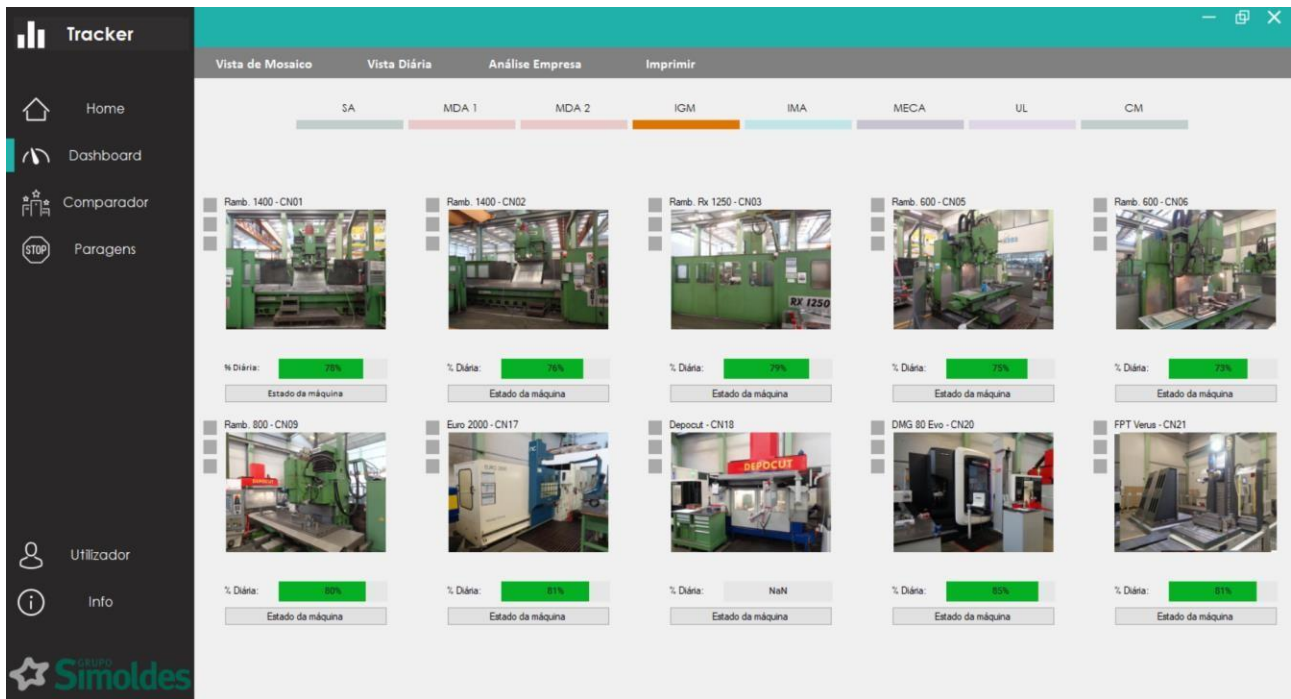 Tracker
Vista de Mosaico Vista Diária Análise Empresa Imprimir
Home
Dashboard
Comparador
STOP Paragens
Utilizador
Info
GRUPO
Simoldes
SA MDA 1 MDA 2 IGM IMA MECA UL CM
Ramb. 1400 - CN01 Ramb. 1400 - CN02 Ramb. Rx 1250 - CN03 Ramb. 600 - CN05 Ramb. 600 - CN06
RX 1250
% Diária: 78% % Diária: 76% % Diária: 79% % Diária: 75% % Diária: 73%
Estado da máquina Estado da máquina Estado da máquina Estado da máquina Estado da máquina
Ramb. 800 - CN09 Euro 2000 - CN17 Depocut - CN18 DMG 80 Evo - CN20 FPT Verus - CN21
DEPOCUT
DEPOCUT
% Diária: 80% % Diária: 81% % Diária: NaN % Diária: 85% % Diária: 81%
Estado da máquina Estado da máquina Estado da máquina Estado da máquina Estado da máquina